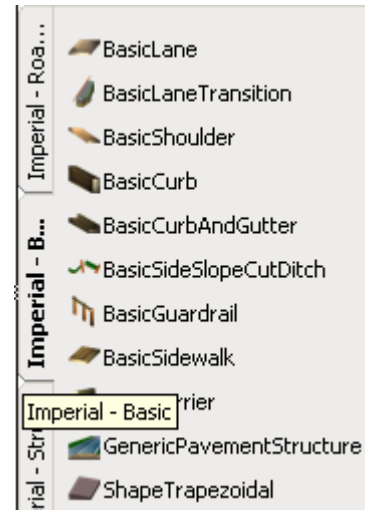 Imperial - Roa...
Imperial - B...
rial - Str
BasicLane
BasicLaneTransition
BasicShoulder
BasicCurb
BasicCurbAndGutter
BasicSideSlopeCutDitch
BasicGuardrail
BasicSidewalk
Imperial - Basic
rrier
GenericPavementStructure
ShapeTrapezoidal